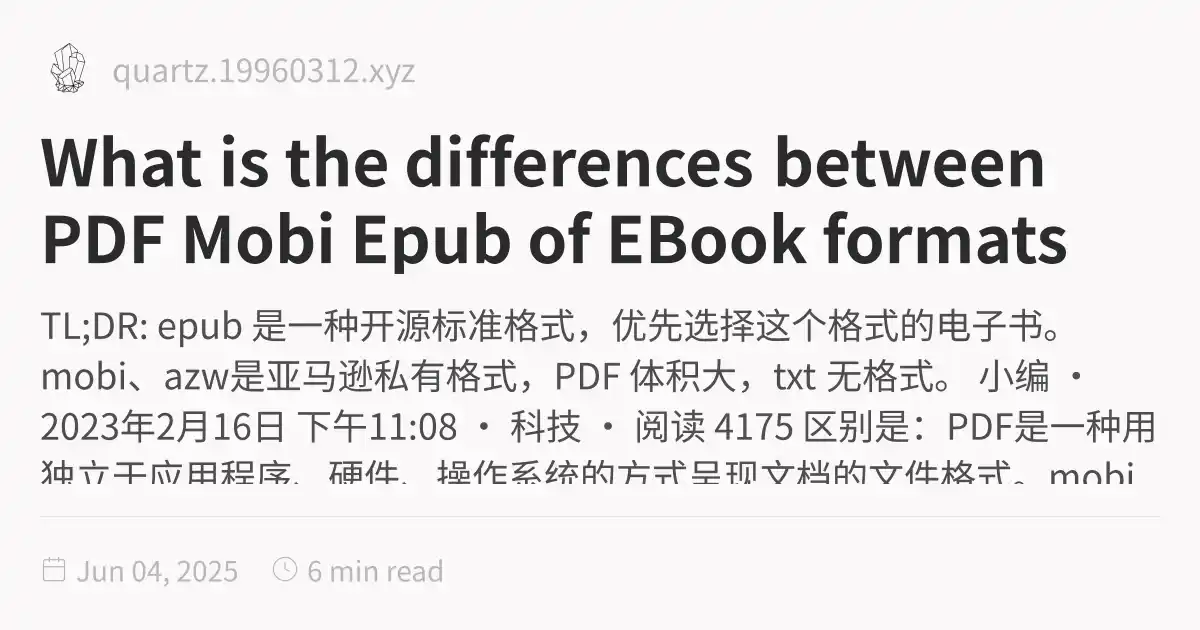 quartz.19960312.xyz
What is the differences between
PDF Mobi Epub of EBook formats
TL;DR: epub 是一种开源标准格式，优先选择这个格式的电子书。
mobi、azw是亚马逊私有格式，PDF 体积大，txt 无格式。 小编 •
2023年2月16日 下午11:08 • 科技 • 阅读 4175 区别是：PDF是一种用
独立于应用程序、硬件、操作系统的方式呈现文档的文件格式。mobi
Jun 04, 2025 6 min read